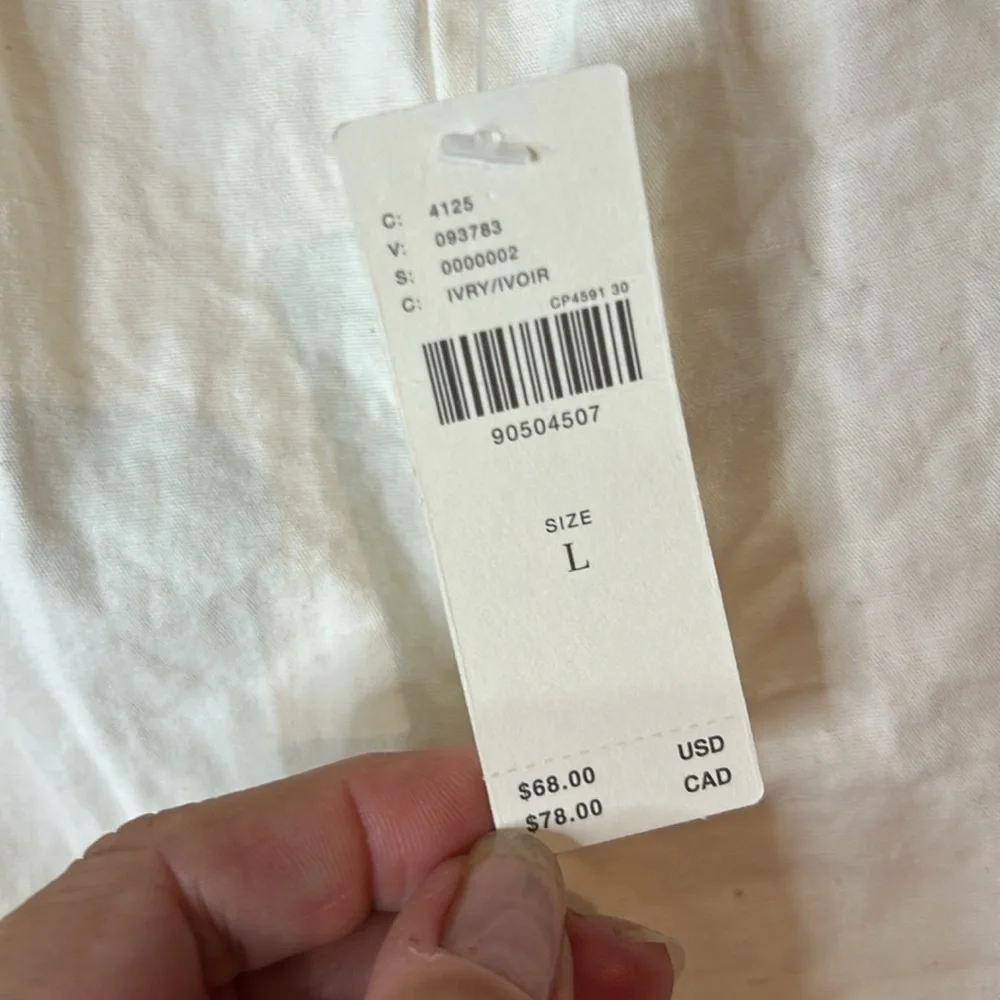 C: 4125
V: 093783
S: 0000002
C: IVRY/IVOIR
CP4591 30
90504507
SIZE
L
$68.00 USD
$78.00 CAD